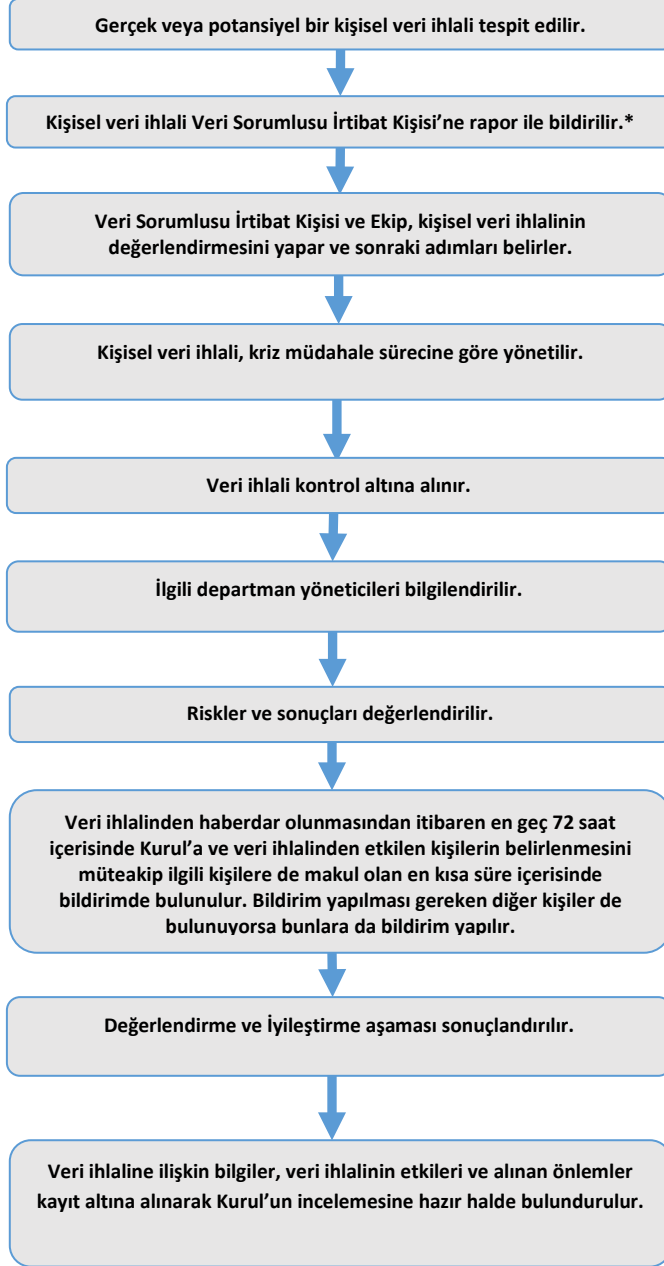 Gerçek veya potansiyel bir kişisel veri ihlali tespit edilir.
Kişisel veri ihlali Veri Sorumlusu İrtibat Kişisi’ne rapor ile bildirilir.*
Veri Sorumlusu İrtibat Kişisi ve Ekip, kişisel veri ihlalinin
değerlendirmesini yapar ve sonraki adımları belirler.
Kişisel veri ihlali, kriz müdahale sürecine göre yönetilir.
Veri ihlali kontrol altına alınır.
İlgili departman yöneticileri bilgilendirilir.
Riskler ve sonuçları değerlendirilir.
Veri ihlalinden haberdar olunmasından itibaren en geç 72 saat
içerisinde Kurul’a ve veri ihlalinden etkilen kişilerin belirlenmesini
müteakip ilgili kişilere de makul olan en kısa süre içerisinde
bildirimde bulunulur. Bildirim yapılması gereken diğer kişiler de
bulunuyorsa bunlara da bildirim yapılır.
Değerlendirme ve İyileştirme aşaması sonuçlandırılır.
Veri ihlaline ilişkin bilgiler, veri ihlalinin etkileri ve alınan önlemler
kayıt altına alınarak Kurul’un incelemesine hazır halde bulundurulur.